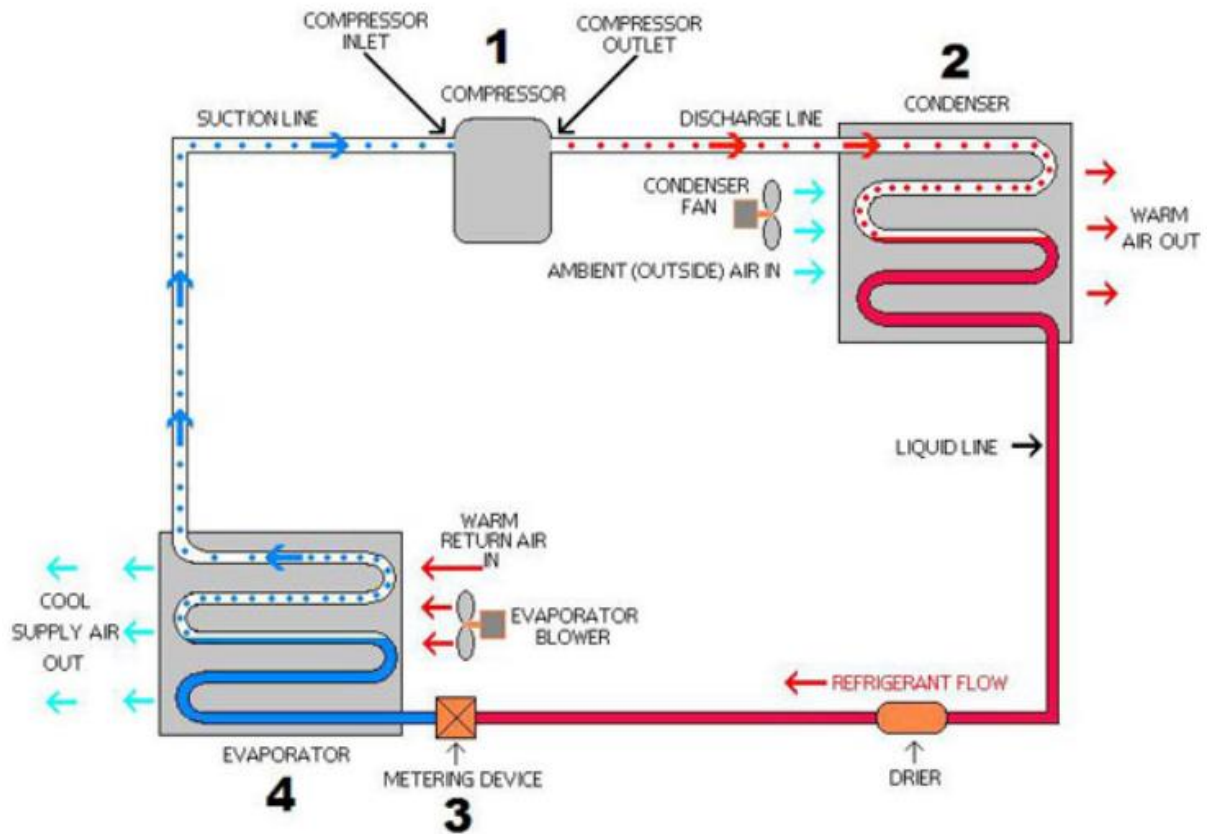 COMPRESSOR
INLET
1
COMPRESSOR
OUTLET
2
COMPRESSOR
CONDENSER
SUCTION LINE
DISCHARGE LINE
CONDENSER
FAN
WARM
AIR OUT
AMBIENT (OUTSIDE) AIR IN
LIQUID LINE
WARM
RETURN AIR
IN
COOL
SUPPLY AIR
OUT
EVAPORATOR
BLOWER
REFRIGERANT FLOW
EVAPORATOR
4
METERING DEVICE
3
DRIER